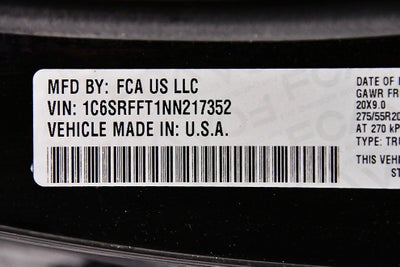 MFD BY: FCA US LLC
VIN: 1C6SRFFT1NN217352
VEHICLE MADE IN: U.S.A.
DATE OF
GAWR FR
20X9.0
275/55R20
AT 270 kP
TYPE: TR
THIS VEH